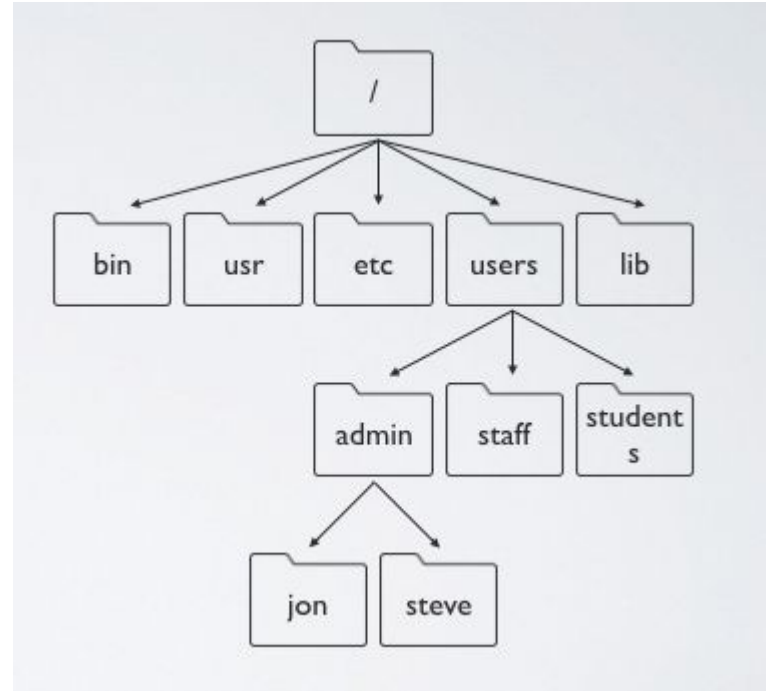 /
bin
usr
etc
users
lib
admin
staff
student
s
jon
steve